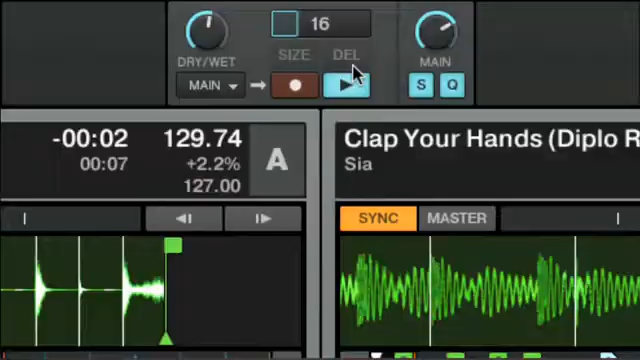 16
DRY/WET
SIZE
DEL
MAIN
MAIN
S
Q
-00:02
129.74
00:07
+2.2%
127.00
A
Clap Your Hands (Diplo R
Sia
SYNC
MASTER